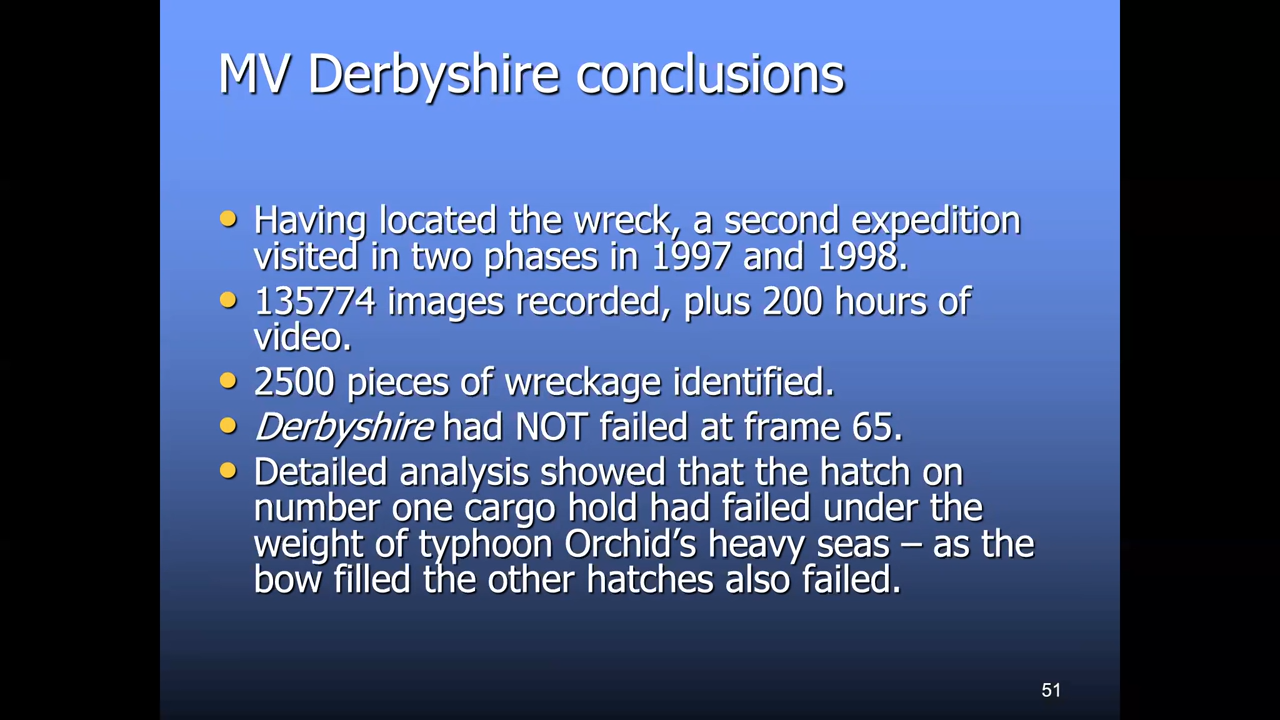 MV Derbyshire conclusions
• Having located the wreck, a second expedition
visited in two phases in 1997 and 1998.
• 135774 images recorded, plus 200 hours of
video.
• 2500 pieces of wreckage identified.
• Derbyshire had NOT failed at frame 65.
• Detailed analysis showed that the hatch on
number one cargo hold had failed under the
weight of typhoon Orchid’s heavy seas – as the
bow filled the other hatches also failed.
51